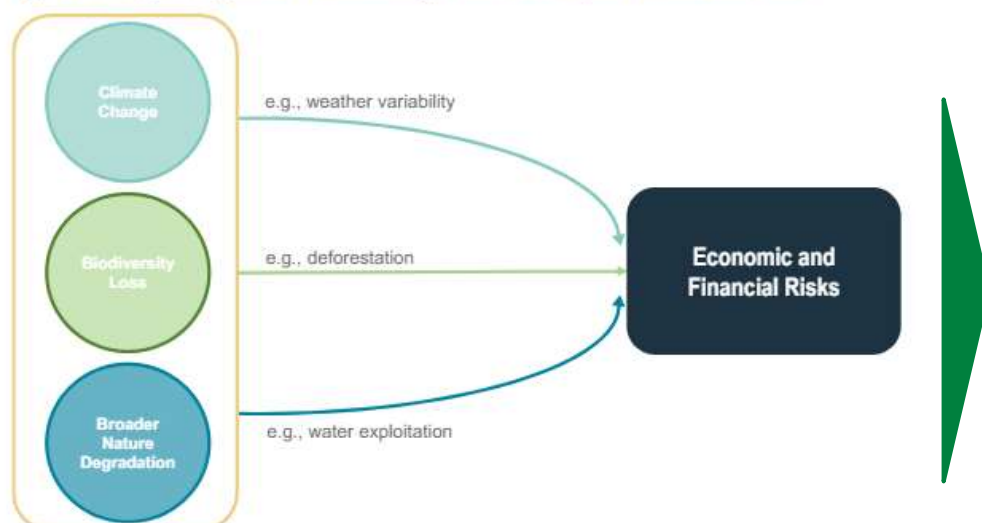 Climate
Change
e.g., weather variability
Biodiversity
Loss
e.g., deforestation
Economic and
Financial Risks
Broader
Nature
Degradation
e.g., water exploitation